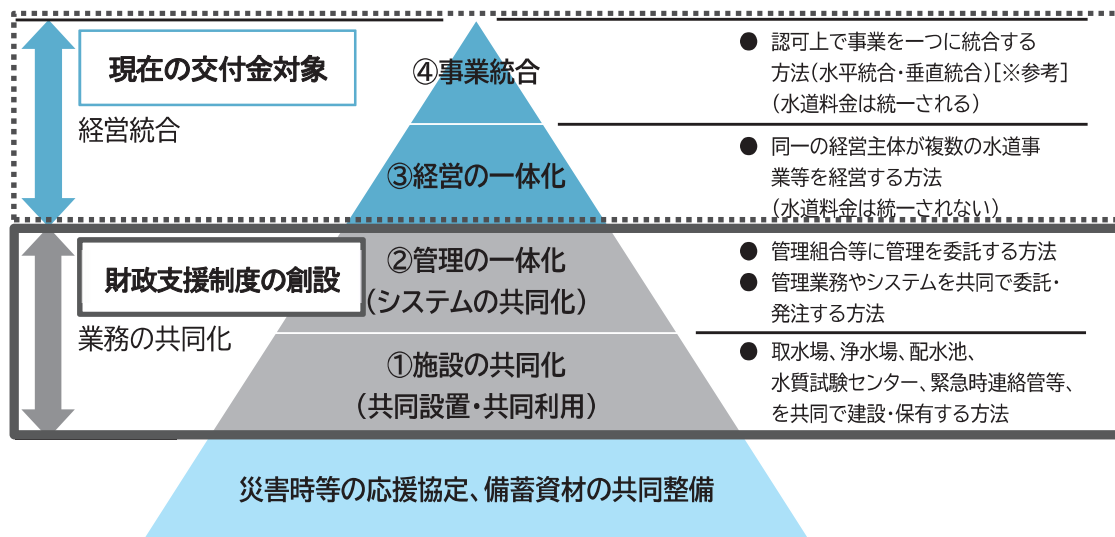 現在の交付金対象
経営統合
④事業統合
● 認可上で事業を一つに統合する
方法(水平統合・垂直統合)[※参考]
(水道料金は統一される)
③経営の一体化
● 同一の経営主体が複数の水道事
業等を経営する方法
(水道料金は統一されない)
財政支援制度の創設
業務の共同化
②管理の一体化
(システムの共同化)
● 管理組合等に管理を委託する方法
● 管理業務やシステムを共同で委託・
発注する方法
①施設の共同化
(共同設置・共同利用)
● 取水場、浄水場、配水池、
水質試験センター、緊急時連絡管等、
を共同で建設・保有する方法
災害時等の応援協定、備蓄資材の共同整備